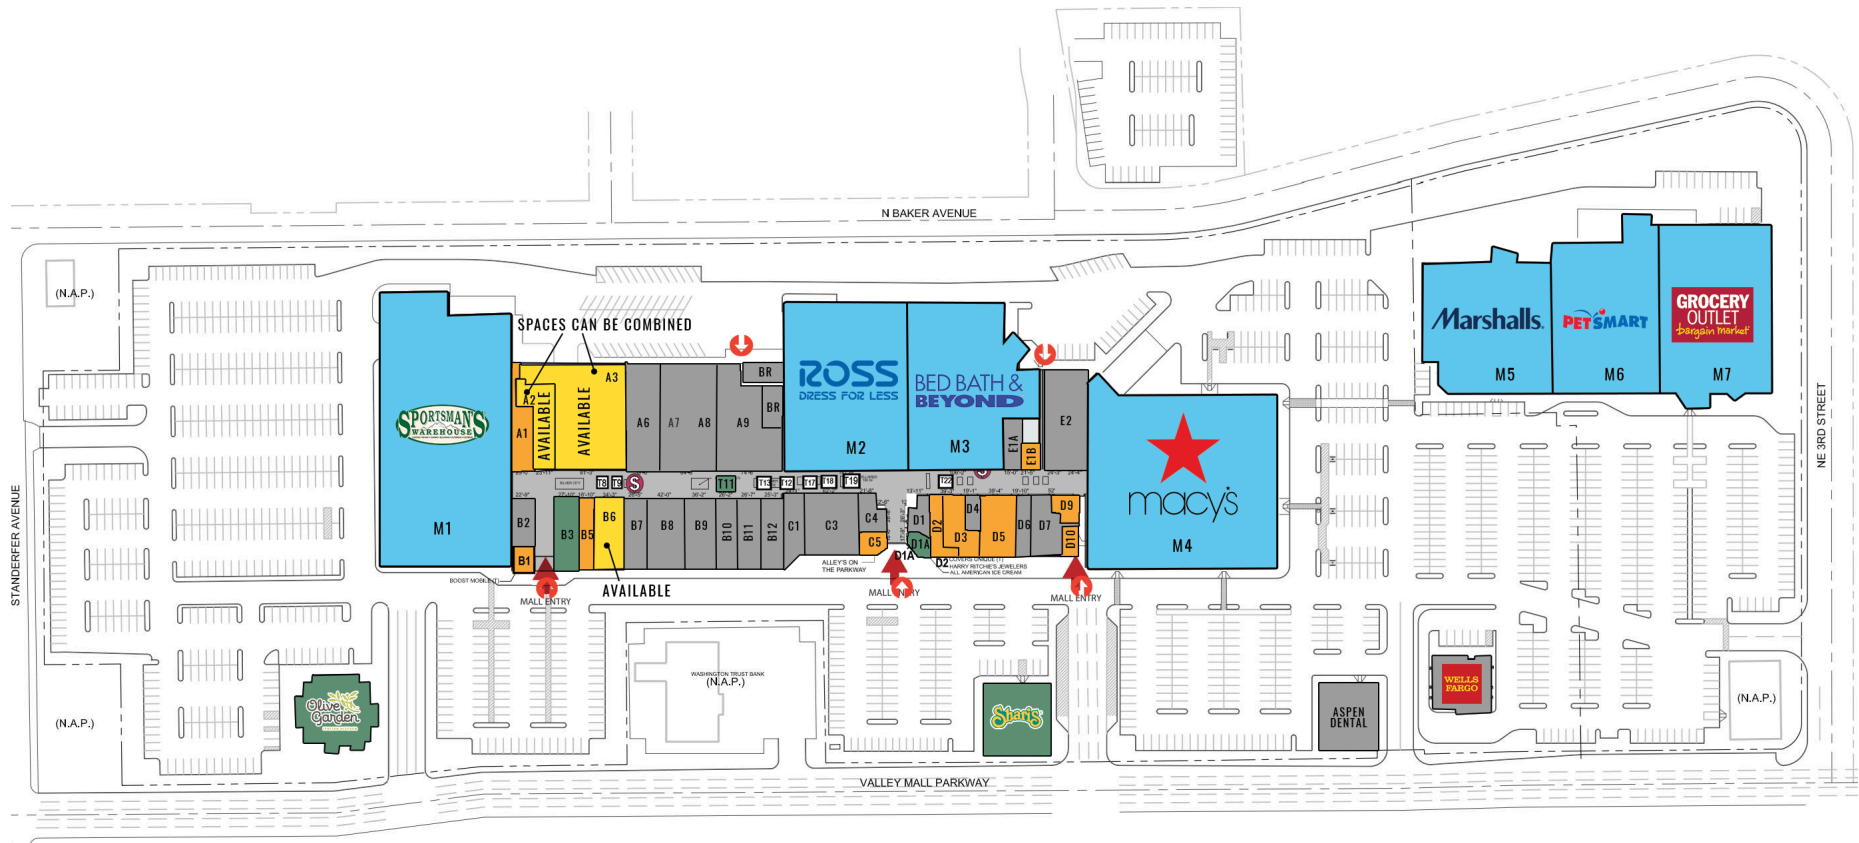 N BAKER AVENUE
(N.A.P.)
SPACES CAN BE COMBINED
A3
A2
AVAILABLE
AVAILABLE
A1
A6
A7
A8
A9
BR
BR
ROSS
DRESS FOR LESS
M2
BED BATH &
BEYOND
M3
E1A
E1B
E2
SPORTSMAN'S
WAREHOUSE
M1
macy's
M4
Marshalls.
M5
PETSMART
M6
GROCERY
OUTLET
bargain market
M7
NE 3RD STREET
STANDERFER AVENUE
T8
T9
S
T11
T13
T12
T17
T18
T19
T22
S
B2
B1
B3
B5
B6
B7
B8
B9
B10
B11
B12
C1
C3
C4
C5
D1
D1A
D1A
D2
D2
D3
D4
D5
D6
D7
D9
D10
AVAILABLE
BOOST MOBILE (T)
ALLEY'S ON
THE PARKWAY
HARRY RITCHIE'S JEWELERS
ALL AMERICAN ICE CREAM
MALL ENTRY
MALL ENTRY
MALL ENTRY
WASHINGTON TRUST BANK
(N.A.P.)
Olive
Garden
Shari's
ASPEN
DENTAL
WELLS
FARGO
(N.A.P.)
(N.A.P.)
VALLEY MALL PARKWAY